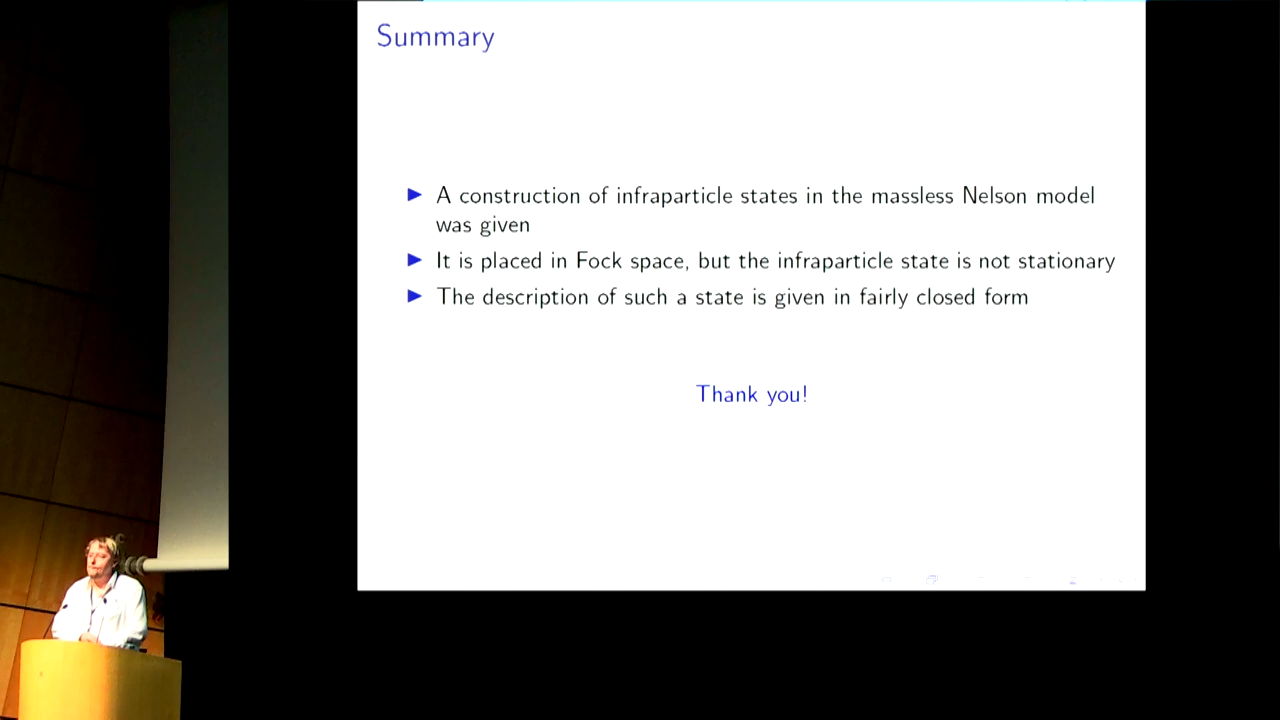 Summary
A construction of infraparticle states in the massless Nelson model
was given
It is placed in Fock space, but the infraparticle state is not stationary
The description of such a state is given in fairly closed form
Thank you!